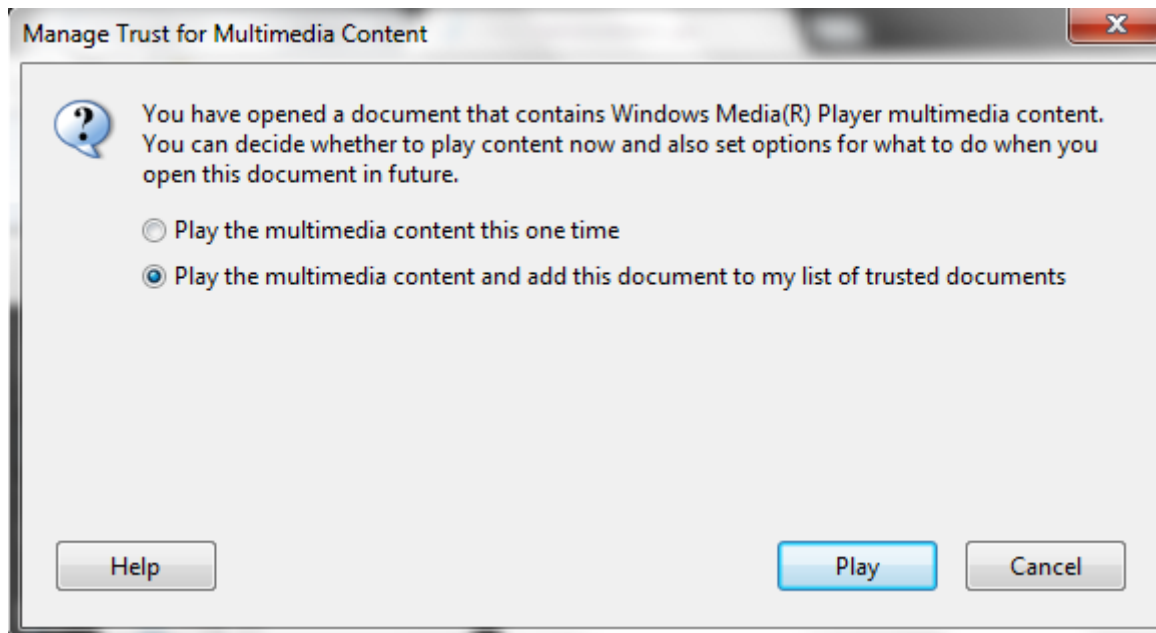 Manage Trust for Multimedia Content
You have opened a document that contains Windows Media(R) Player multimedia content.
You can decide whether to play content now and also set options for what to do when you
open this document in future.
Play the multimedia content this one time
Play the multimedia content and add this document to my list of trusted documents
Help
Play
Cancel